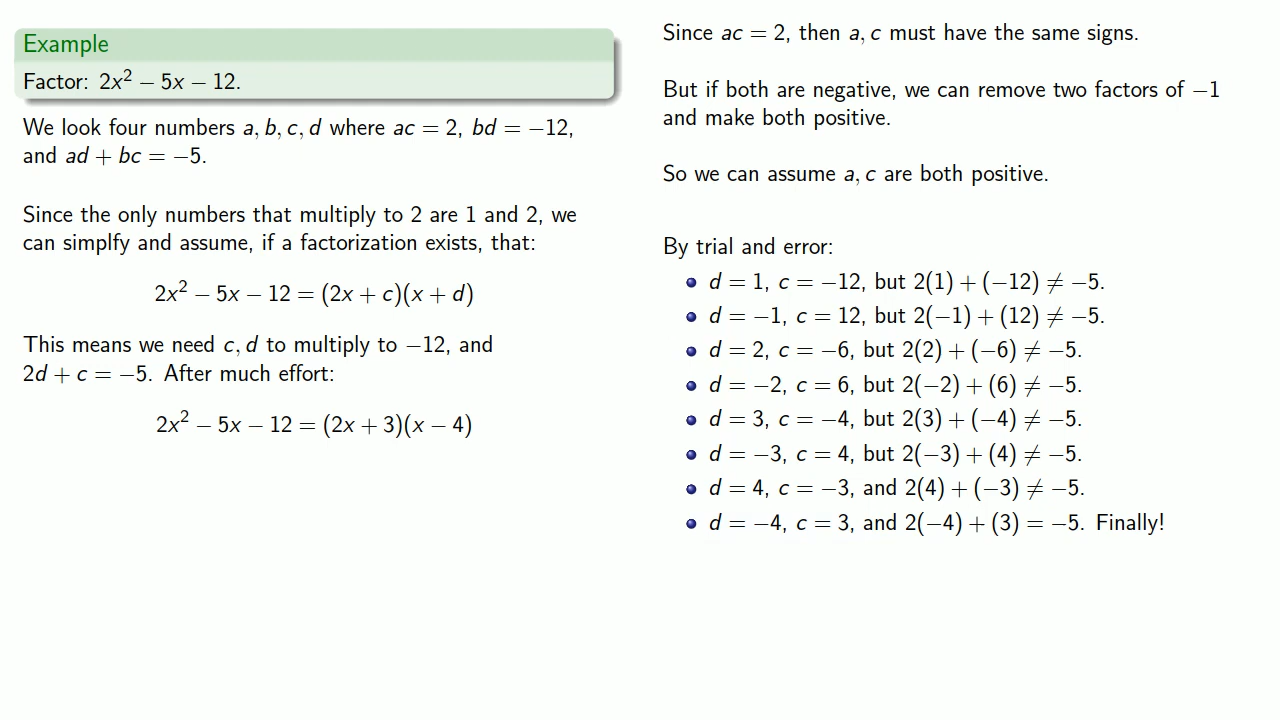 Example
Factor: 2x² − 5x − 12.
We look four numbers a, b, c, d where ac = 2, bd = −12,
and ad + bc = −5.
Since the only numbers that multiply to 2 are 1 and 2, we
can simplfy and assume, if a factorization exists, that:
2x² − 5x − 12 = (2x + c)(x + d)
This means we need c, d to multiply to −12, and
2d + c = −5. After much effort:
2x² − 5x − 12 = (2x + 3)(x − 4)
Since ac = 2, then a, c must have the same signs.
But if both are negative, we can remove two factors of −1
and make both positive.
So we can assume a, c are both positive.
By trial and error:
• d = 1, c = −12, but 2(1) + (−12) ≠ −5.
• d = −1, c = 12, but 2(−1) + (12) ≠ −5.
• d = 2, c = −6, but 2(2) + (−6) ≠ −5.
• d = −2, c = 6, but 2(−2) + (6) ≠ −5.
• d = 3, c = −4, but 2(3) + (−4) ≠ −5.
• d = −3, c = 4, but 2(−3) + (4) ≠ −5.
• d = 4, c = −3, and 2(4) + (−3) ≠ −5.
• d = −4, c = 3, and 2(−4) + (3) = −5. Finally!